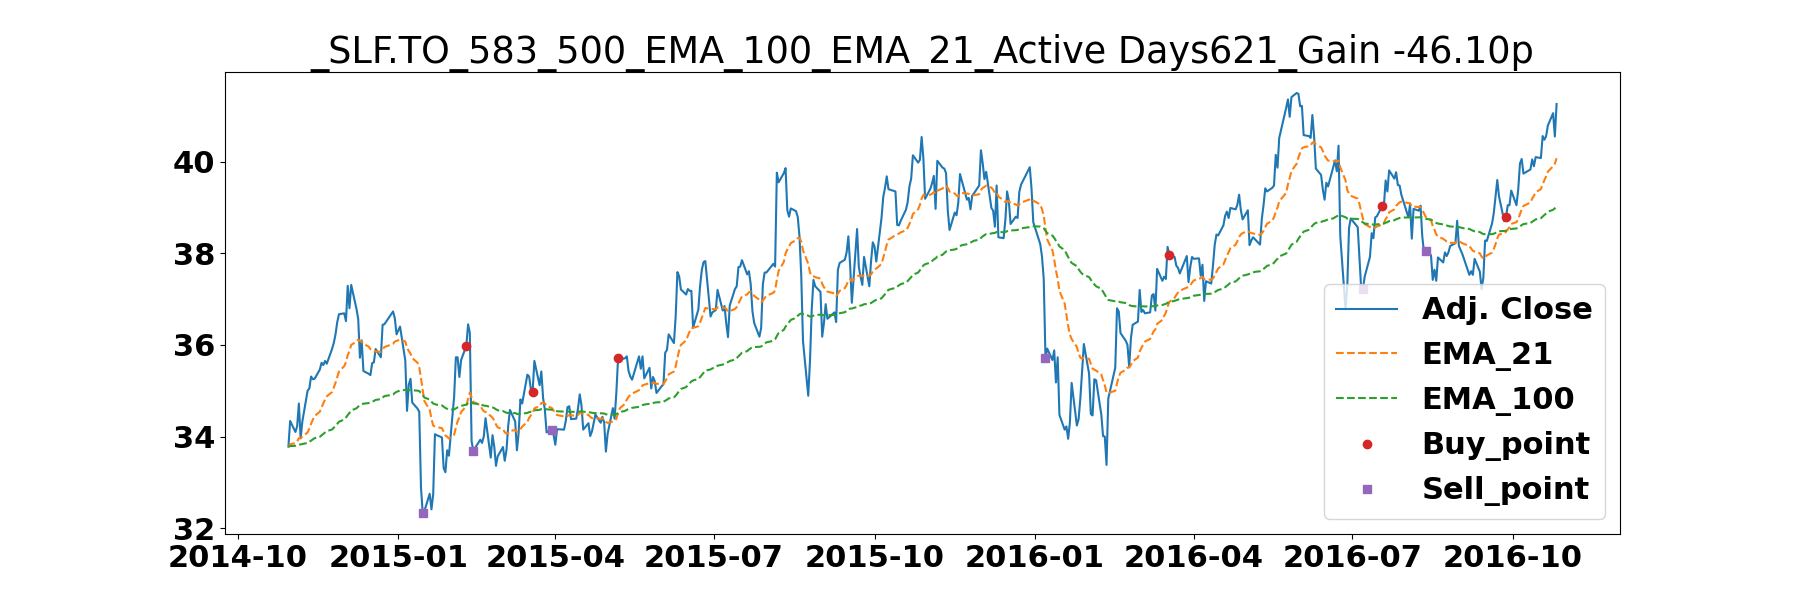 _SLF.TO_583_500_EMA_100_EMA_21_Active Days621_Gain -46.10p
40
38
36
34
32
2014-10 2015-01 2015-04 2015-07 2015-10 2016-01 2016-04 2016-07 2016-10
Adj. Close
EMA_21
EMA_100
Buy_point
Sell_point